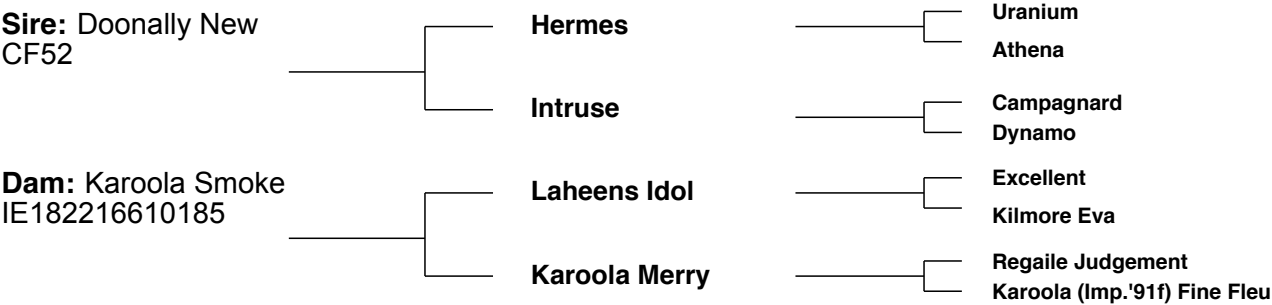 Sire: Doonally New
CF52
Hermes
Uranium
Athena
Intruse
Campagnard
Dynamo
Dam: Karoola Smoke
IE182216610185
Laheens Idol
Excellent
Kilmore Eva
Karoola Merry
Regaile Judgement
Karoola (Imp.'91f) Fine Fleu